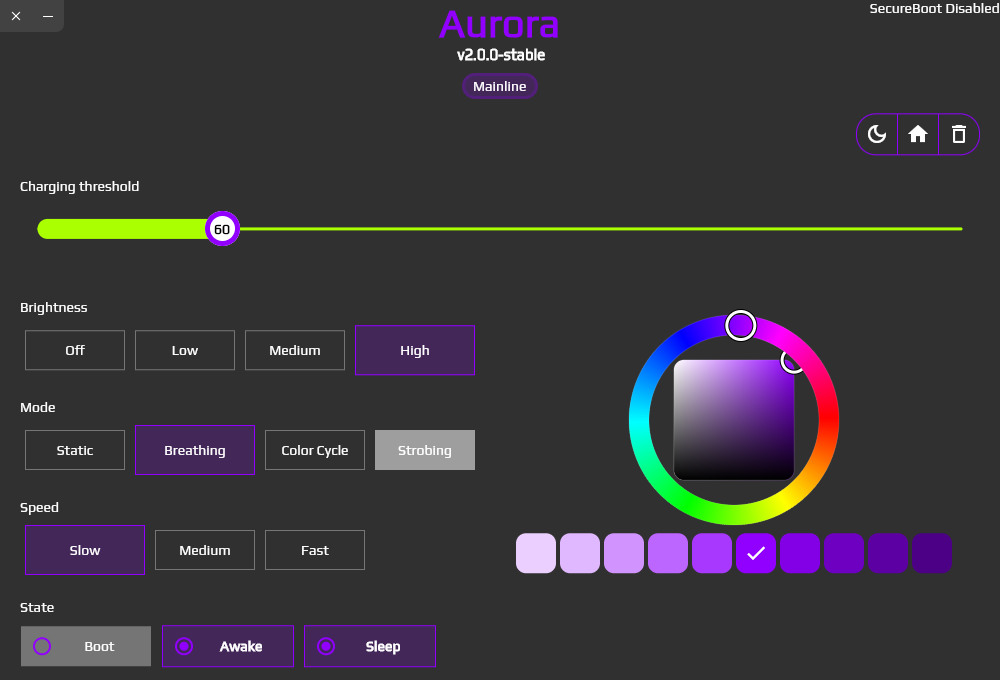 SecureBoot Disabled
Aurora
v2.0.0-stable
Mainline
Charging threshold
60
Brightness
Off Low Medium High
Mode
Static Breathing Color Cycle Strobing
Speed
Slow Medium Fast
State
Boot Awake Sleep